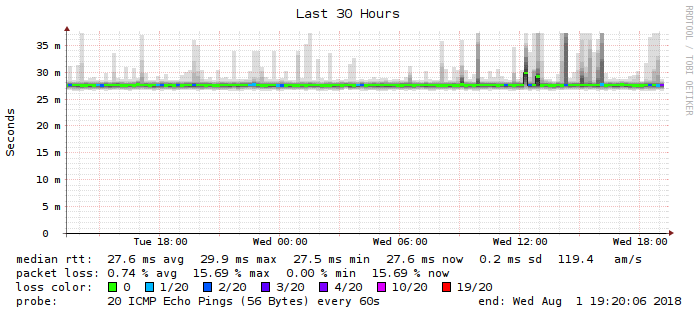 Last 30 Hours
RRDTOOL / TOBI OETIKER
Seconds
35 m
30 m
25 m
20 m
15 m
10 m
5 m
0
Tue 18:00 Wed 00:00 Wed 06:00 Wed 12:00 Wed 18:00
median rtt: 27.6 ms avg 29.9 ms max 27.5 ms min 27.6 ms now 0.2 ms sd 119.4 am/s
packet loss: 0.74 % avg 15.69 % max 0.00 % min 15.69 % now
loss color: 0 1/20 2/20 3/20 4/20 10/20 19/20
probe: 20 ICMP Echo Pings (56 Bytes) every 60s end: Wed Aug 1 19:20:06 2018